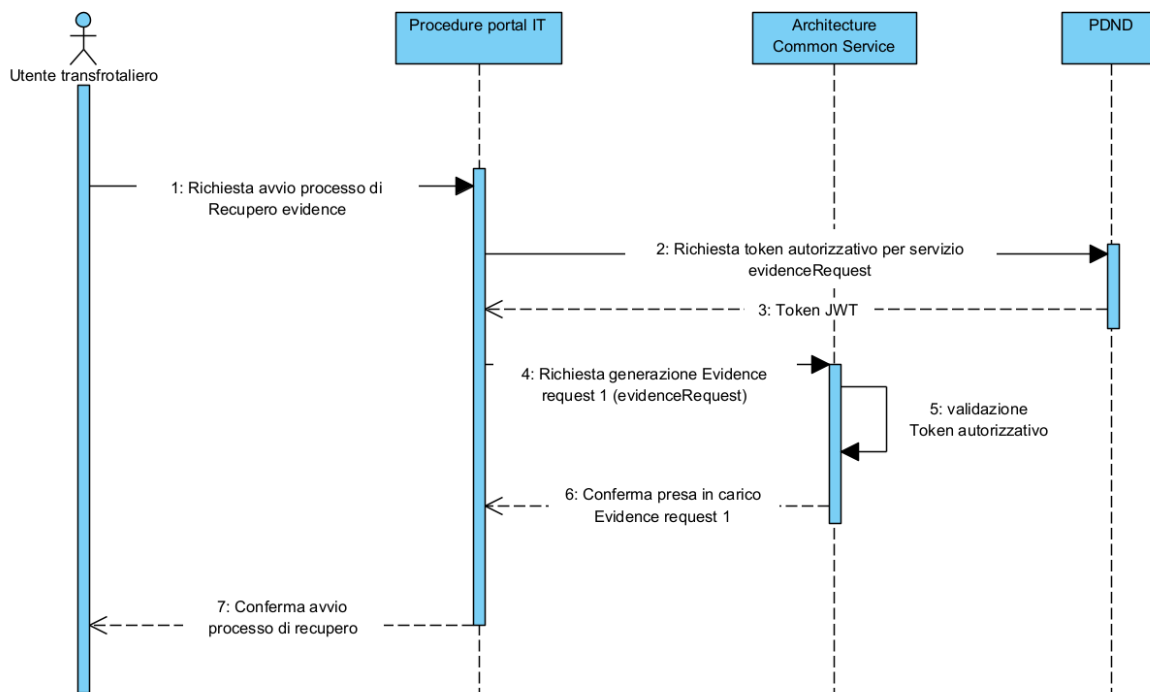 Procedure portal IT
Architecture
Common Service
PDND
Utente transfrotaliero
1: Richiesta avvio processo di
Recupero evidence
2: Richiesta token autorizzativo per servizio
evidenceRequest
3: Token JWT
4: Richiesta generazione Evidence
request 1 (evidenceRequest)
5: validazione
Token autorizzativo
6: Conferma presa in carico
Evidence request 1
7: Conferma avvio
processo di recupero